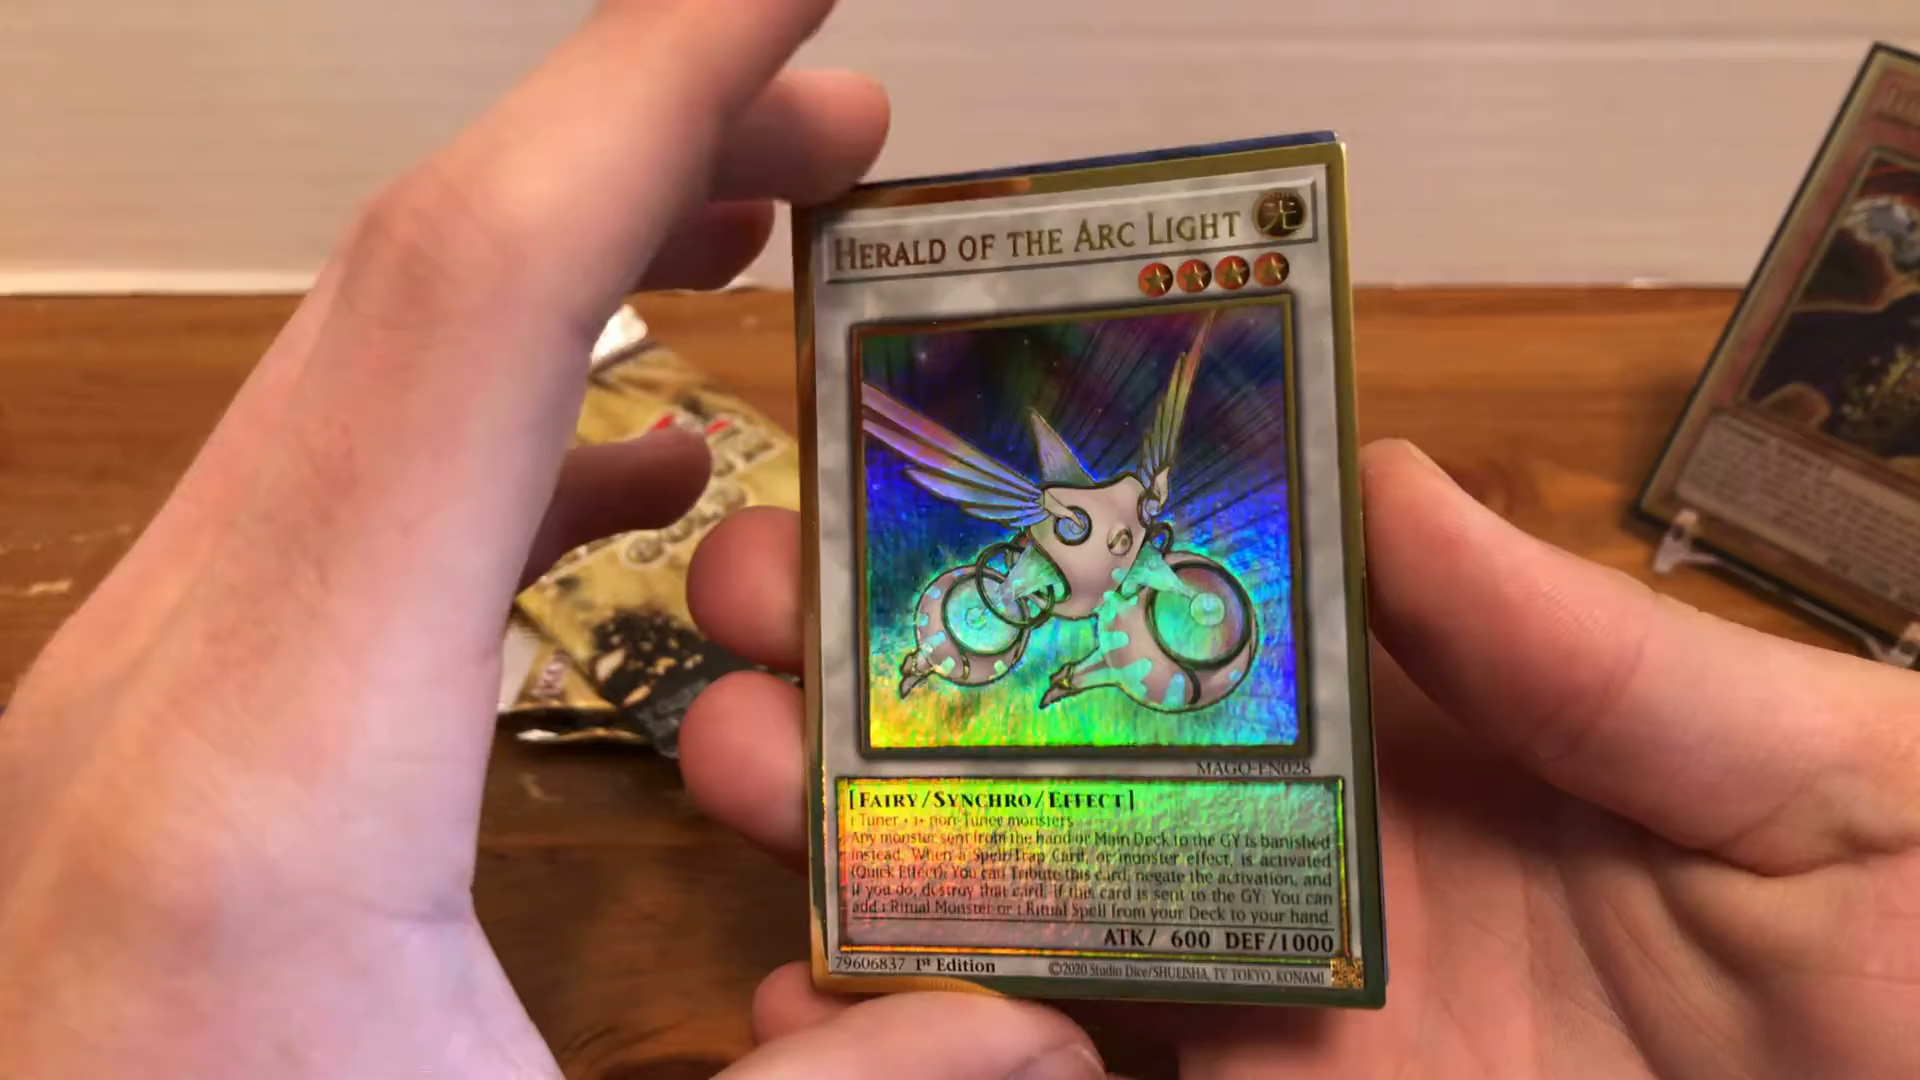 HERALD OF THE ARC LIGHT
光
MAGO-EN028
[FAIRY/SYNCHRO/EFFECT]
1 Tuner + 1+ non-Tuner monsters
Any monster sent from the hand or Main Deck to the GY is banished
instead. When a Spell/Trap Card, or monster effect, is activated
(Quick Effect): You can Tribute this card; negate the activation, and
if you do, destroy that card. If this card is sent to the GY: You can
add 1 Ritual Monster or 1 Ritual Spell from your Deck to your hand.
ATK/ 600 DEF/1000
79606837 1st Edition ©2020 Studio Dice/SHUEISHA, TV TOKYO, KONAMI